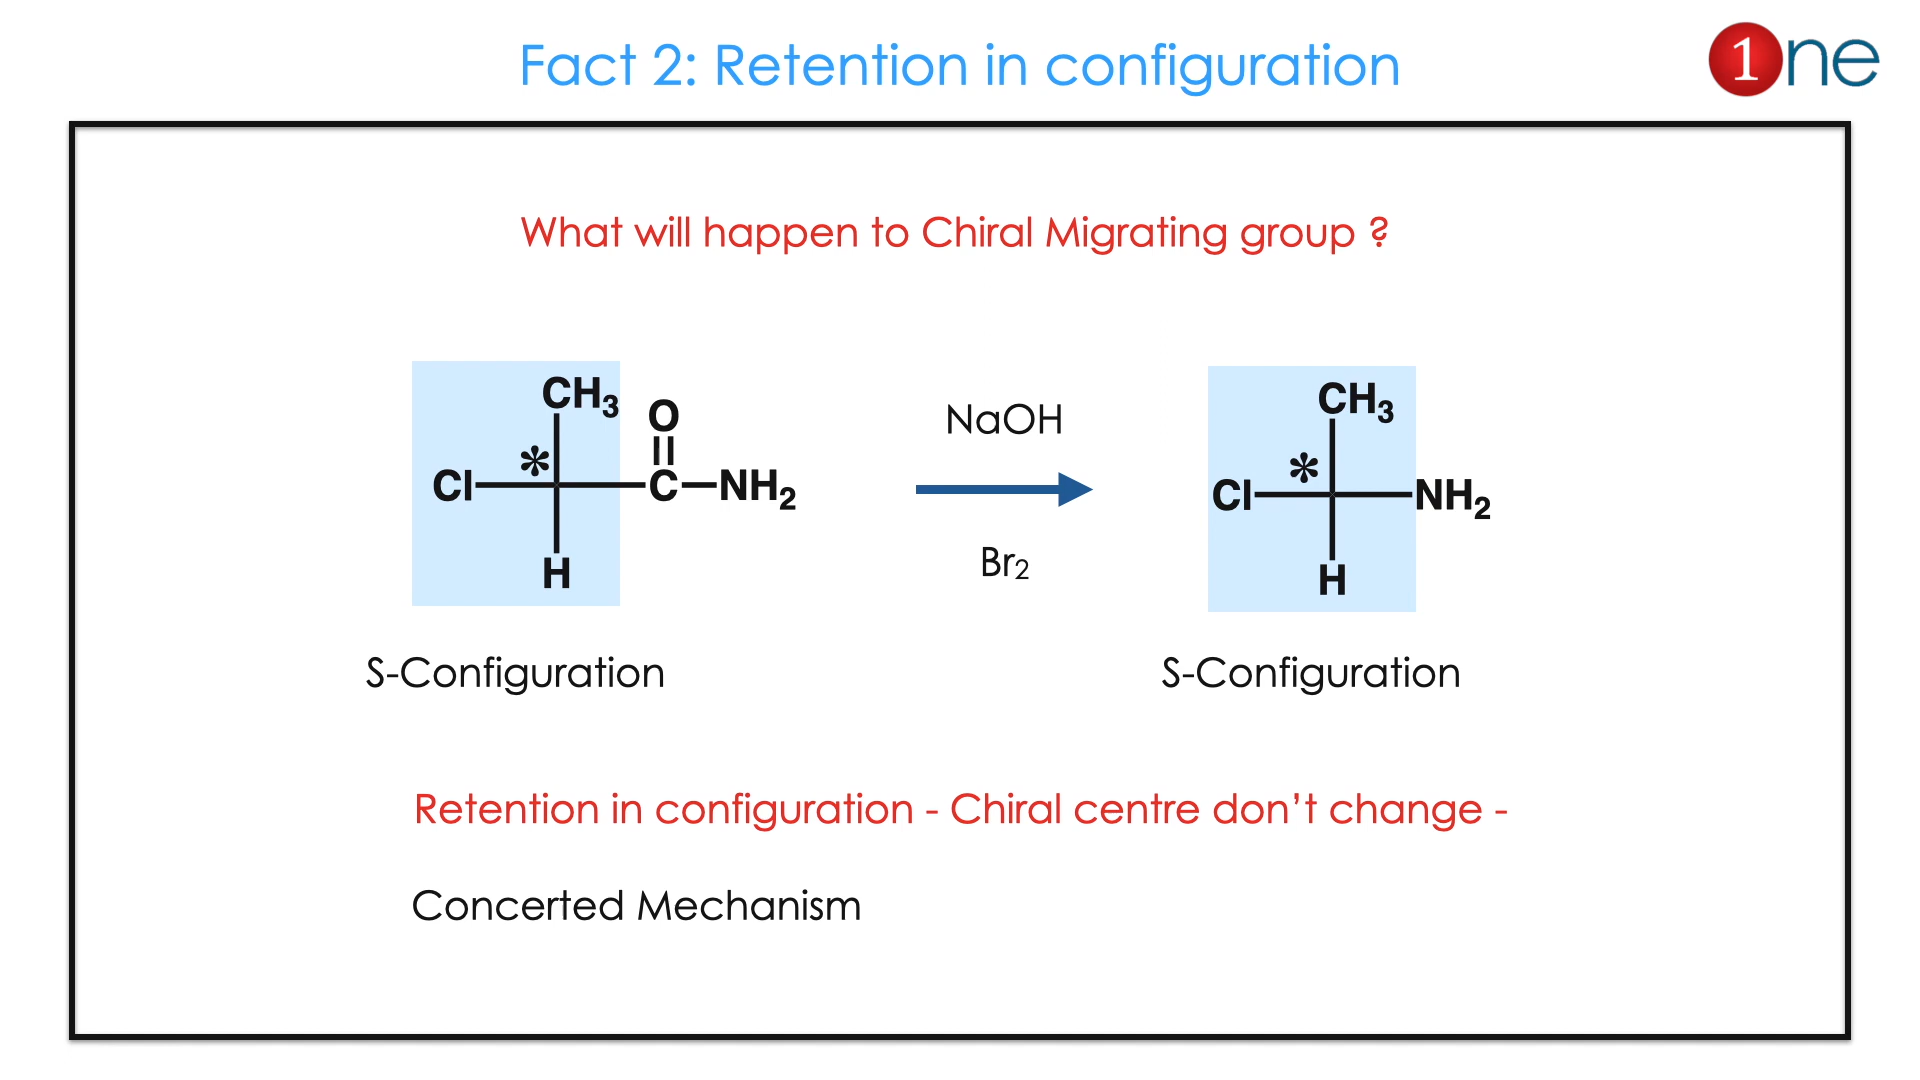 Fact 2: Retention in configuration
1ne
What will happen to Chiral Migrating group ?
CH3
O
Cl
*
C
NH2
H
NaOH
Br2
CH3
*
Cl
NH2
H
S-Configuration
S-Configuration
Retention in configuration - Chiral centre don't change -
Concerted Mechanism